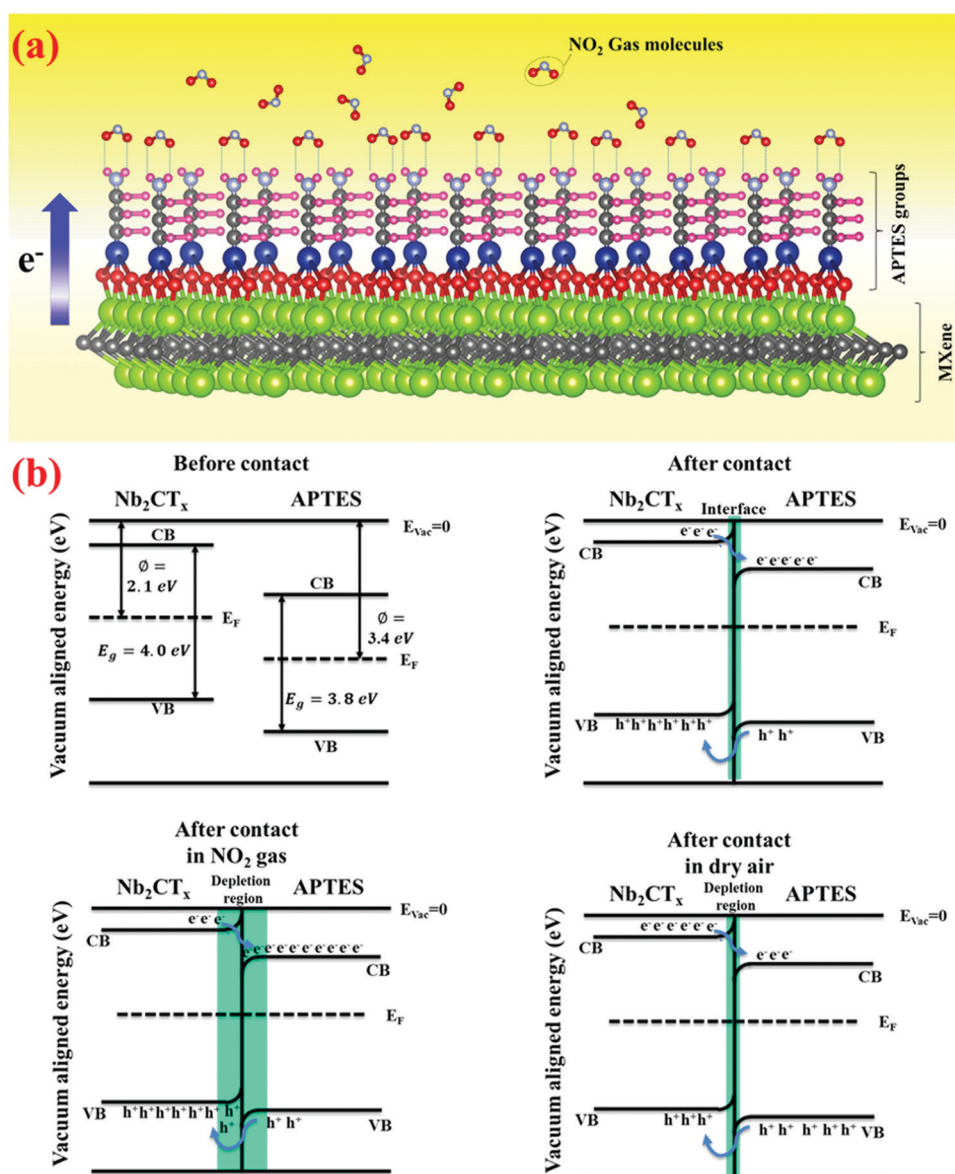 (a)
NO₂ Gas molecules
e⁻
APTES groups
MXene
(b)
Before contact
Nb₂CTₓ APTES
Vacuum aligned energy (eV)
E_Vac=0
CB
Ø =
2.1 eV
E_F
E_g = 4.0 eV
VB
CB
Ø =
3.4 eV
E_F
E_g = 3.8 eV
VB
After contact
Nb₂CTₓ Interface APTES
Vacuum aligned energy (eV)
E_Vac=0
e⁻e⁻e⁻
CB
e⁻e⁻e⁻e⁻e⁻
CB
E_F
VB
h⁺h⁺h⁺h⁺h⁺h⁺
h⁺ h⁺
VB
After contact
in NO₂ gas
Nb₂CTₓ Depletion region APTES
Vacuum aligned energy (eV)
E_Vac=0
e⁻e⁻e⁻
CB
e⁻e⁻e⁻e⁻e⁻e⁻e⁻e⁻e⁻
CB
E_F
VB
h⁺h⁺h⁺h⁺h⁺h⁺ h⁺
h⁺
h⁺ h⁺
VB
After contact
in dry air
Nb₂CTₓ Depletion region APTES
Vacuum aligned energy (eV)
E_Vac=0
e⁻e⁻e⁻e⁻e⁻e⁻
CB
e⁻e⁻e⁻
CB
E_F
VB
h⁺h⁺h⁺
h⁺ h⁺ h⁺ h⁺h⁺
VB